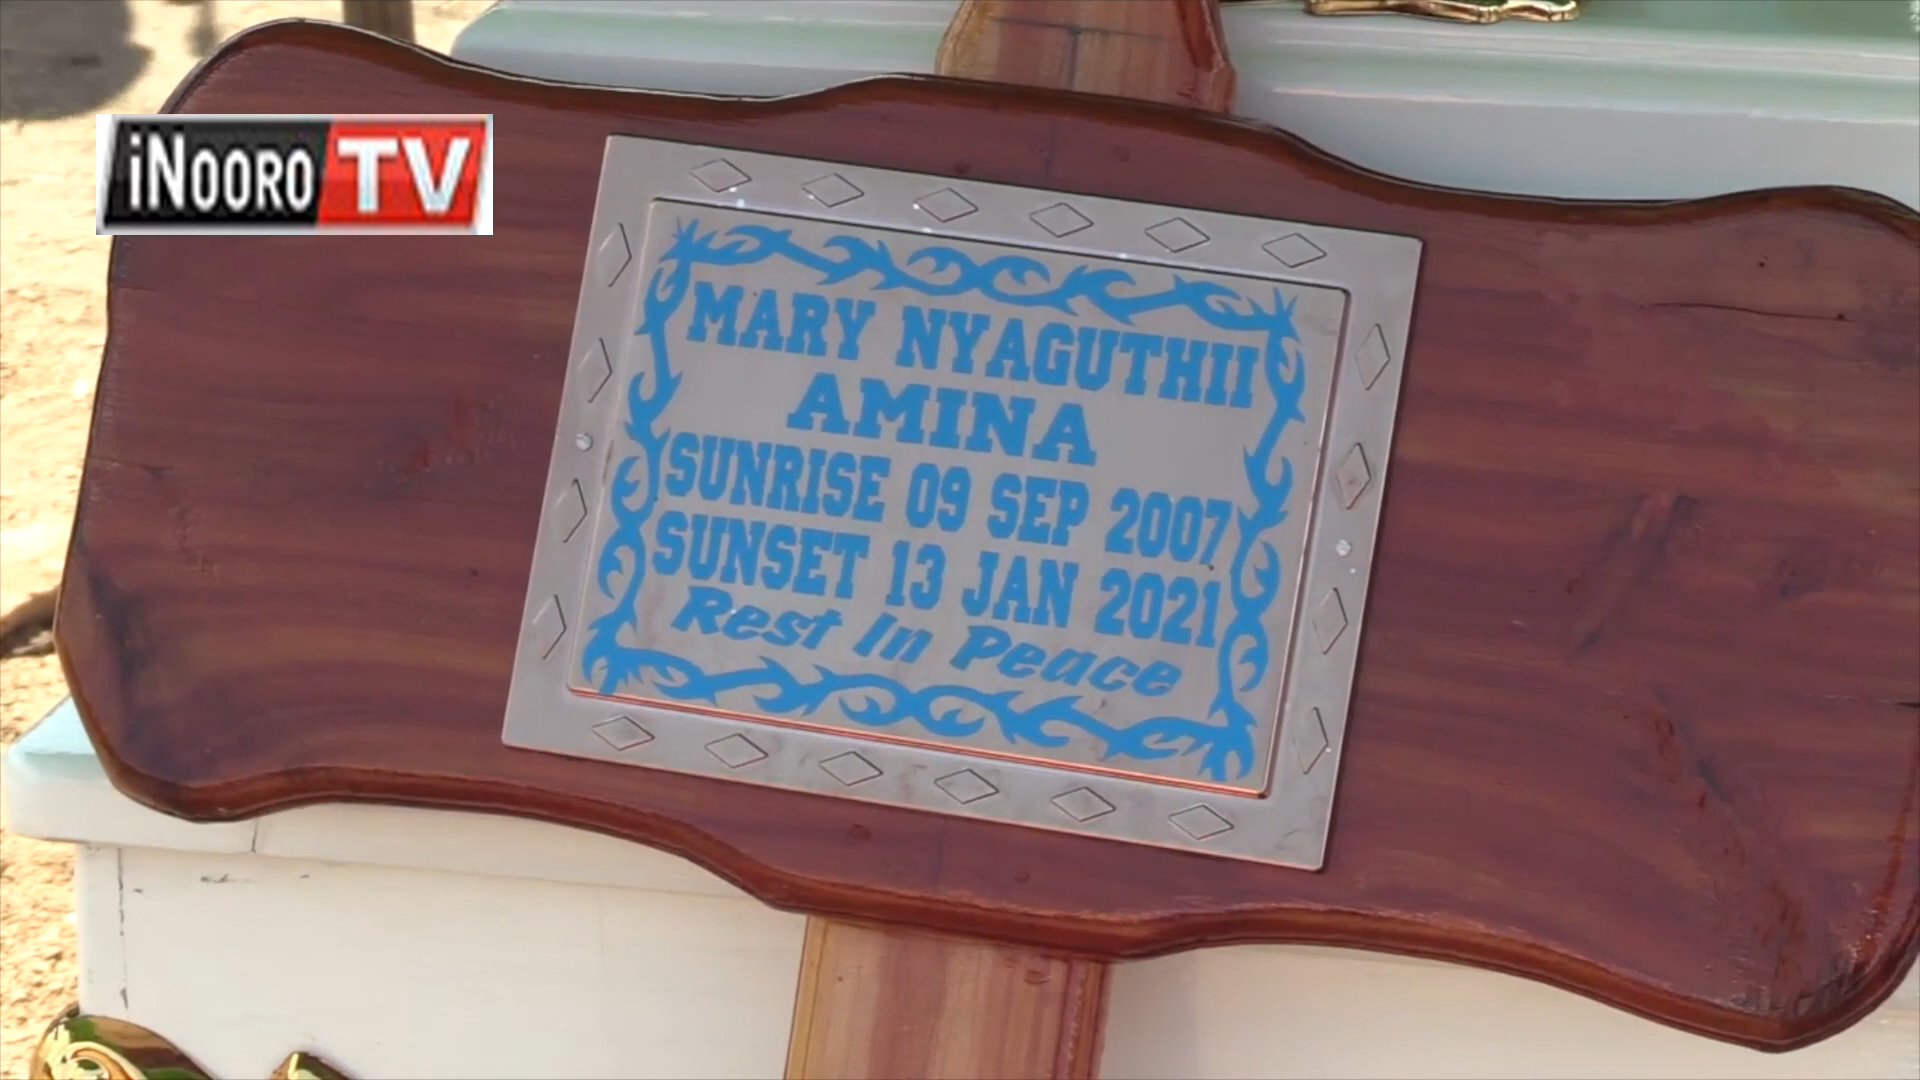 iNOORO TV
MARY NYAGUTHII
AMINA
SUNRISE 09 SEP 2007
SUNSET 13 JAN 2021
Rest In Peace